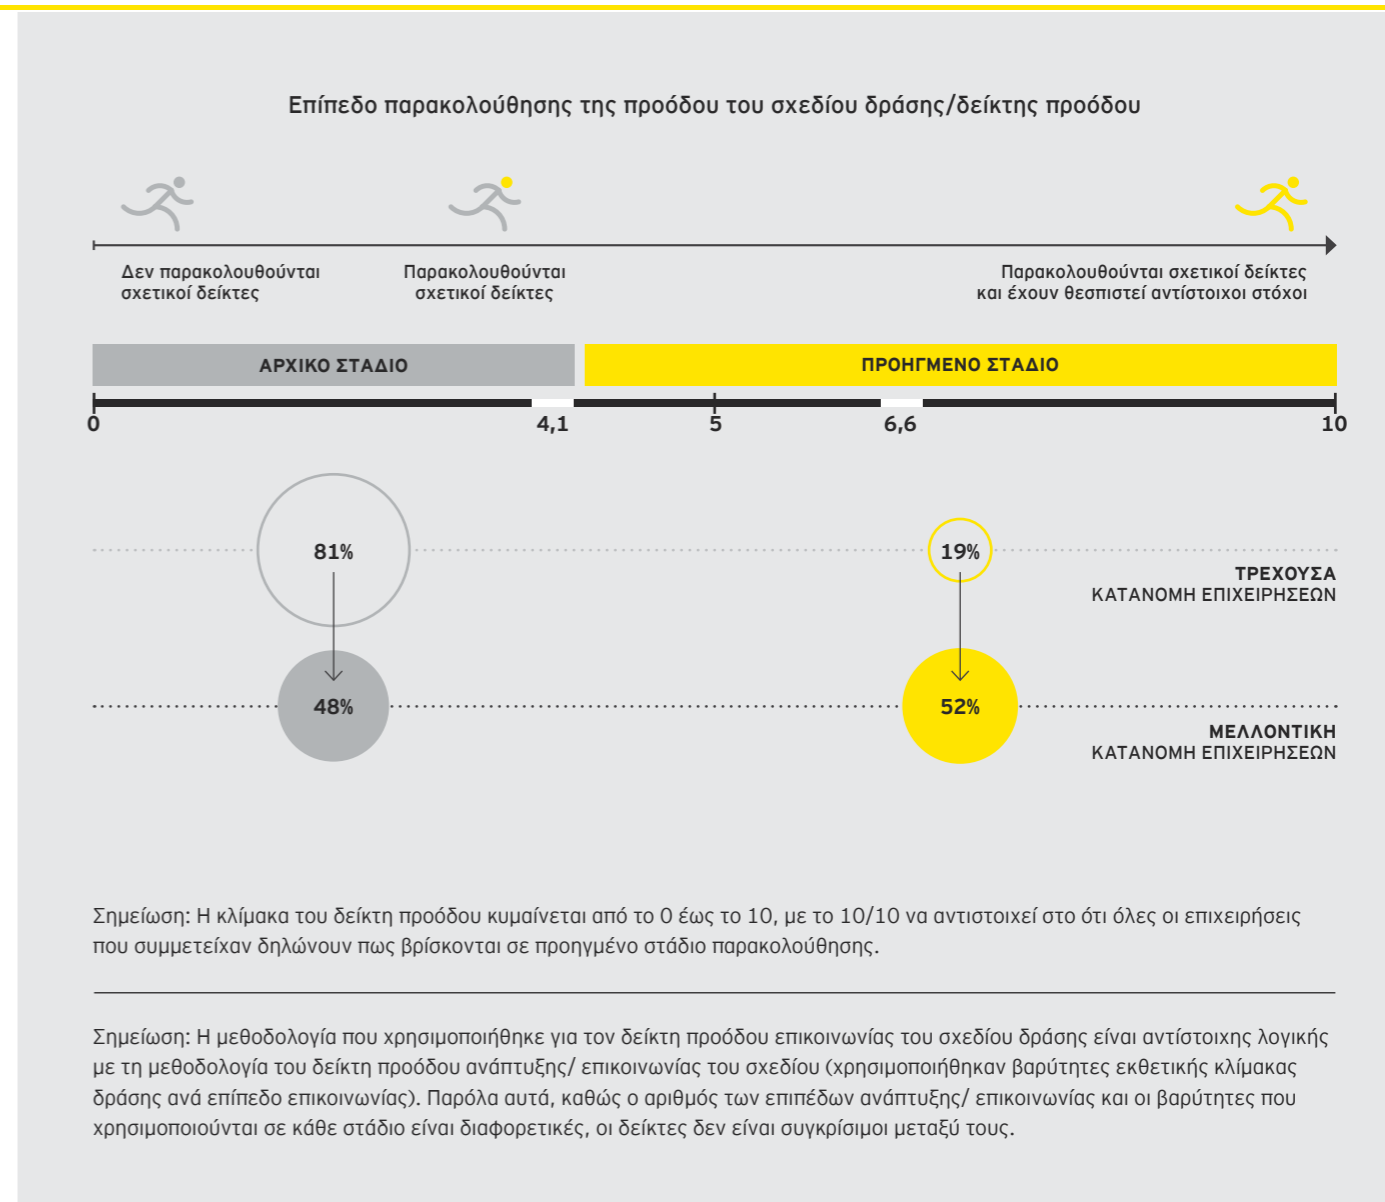 Επίπεδο παρακολούθησης της προόδου του σχεδίου δράσης/δείκτης προόδου
Δεν παρακολουθούνται
σχετικοί δείκτες
Παρακολουθούνται
σχετικοί δείκτες
Παρακολουθούνται σχετικοί δείκτες
και έχουν θεσπιστεί αντίστοιχοι στόχοι
ΑΡΧΙΚΟ ΣΤΑΔΙΟ
ΠΡΟΗΓΜΕΝΟ ΣΤΑΔΙΟ
0
4,1
5
6,6
10
81%
19%
ΤΡΕΧΟΥΣΑ
ΚΑΤΑΝΟΜΗ ΕΠΙΧΕΙΡΗΣΕΩΝ
48%
52%
ΜΕΛΛΟΝΤΙΚΗ
ΚΑΤΑΝΟΜΗ ΕΠΙΧΕΙΡΗΣΕΩΝ
Σημείωση: Η κλίμακα του δείκτη προόδου κυμαίνεται από το 0 έως το 10, με το 10/10 να αντιστοιχεί στο ότι όλες οι επιχειρήσεις
που συμμετείχαν δηλώνουν πως βρίσκονται σε προηγμένο στάδιο παρακολούθησης.
Σημείωση: Η μεθοδολογία που χρησιμοποιήθηκε για τον δείκτη προόδου επικοινωνίας του σχεδίου δράσης είναι αντίστοιχης λογικής
με τη μεθοδολογία του δείκτη προόδου ανάπτυξης/ επικοινωνίας του σχεδίου (χρησιμοποιήθηκαν βαρύτητες εκθετικής κλίμακας
δράσης ανά επίπεδο επικοινωνίας). Παρόλα αυτά, καθώς ο αριθμός των επιπέδων ανάπτυξης/ επικοινωνίας και οι βαρύτητες που
χρησιμοποιούνται σε κάθε στάδιο είναι διαφορετικές, οι δείκτες δεν είναι συγκρίσιμοι μεταξύ τους.